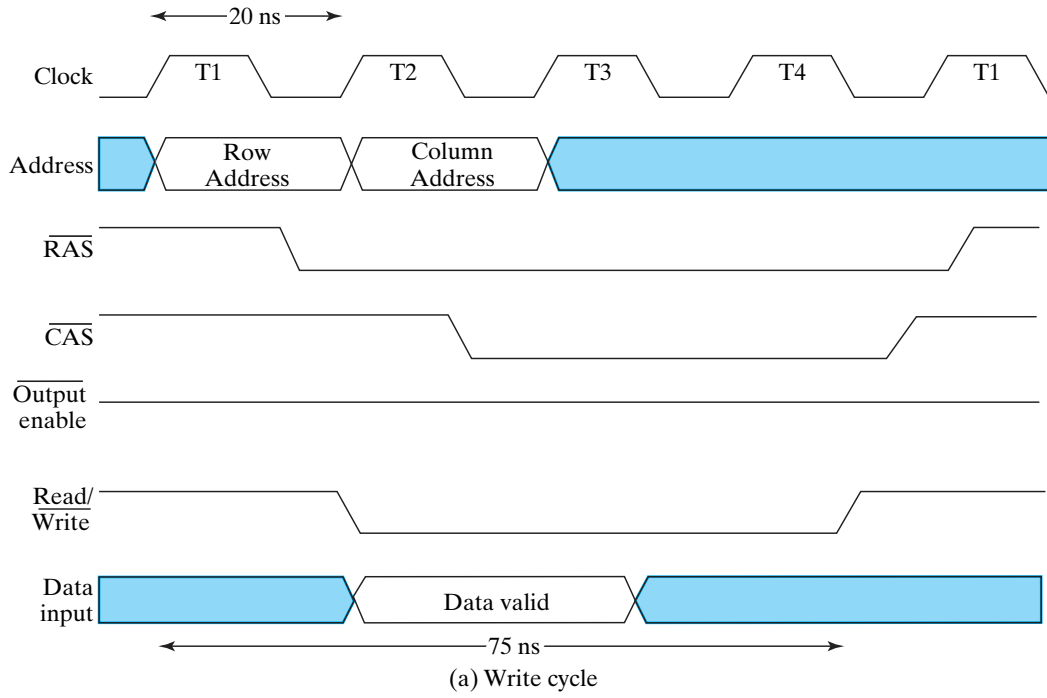 20 ns
Clock
T1
T2
T3
T4
T1
Address
Row
Address
Column
Address
RAS
CAS
Output
enable
Read/
Write
Data
input
Data valid
75 ns
(a) Write cycle